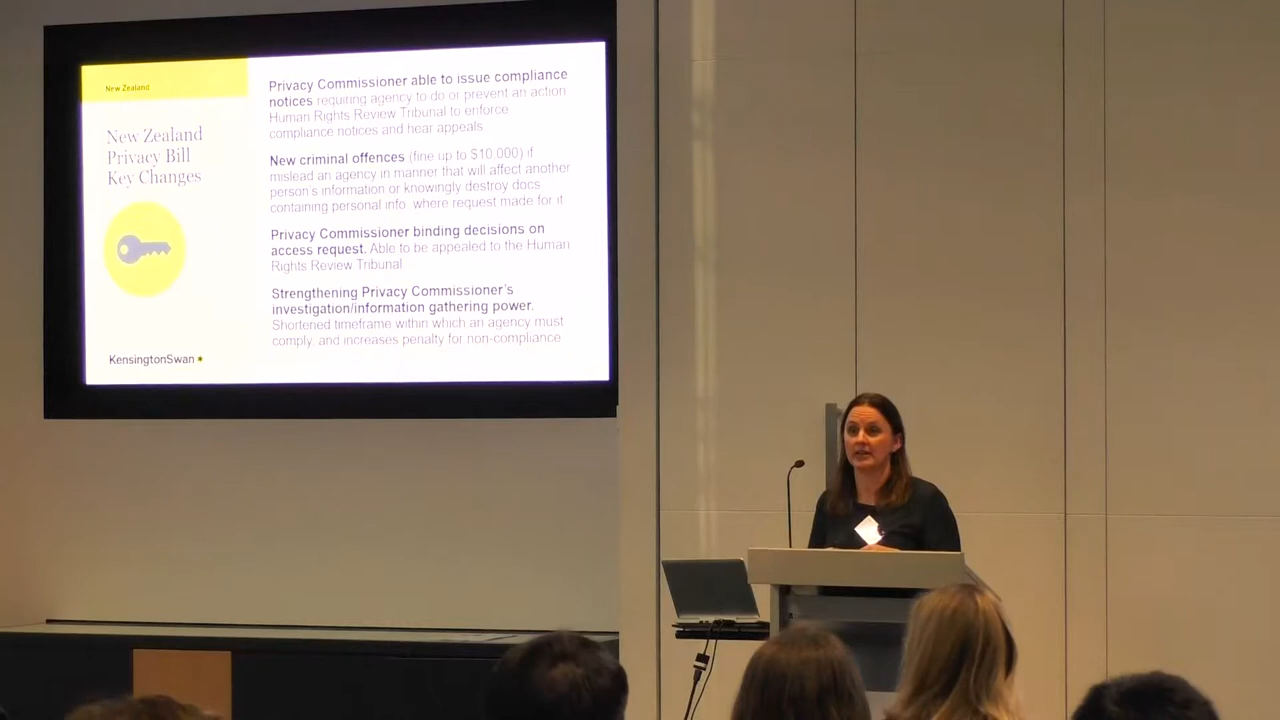 New Zealand
New Zealand
Privacy Bill
Key Changes
KensingtonSwan
Privacy Commissioner able to issue compliance
notices requiring agency to do or prevent an action
Human Rights Review Tribunal to enforce
compliance notices and hear appeals
New criminal offences (fine up to $10,000) if
mislead an agency in manner that will affect another
person's information or knowingly destroy docs
containing personal info. where request made for it
Privacy Commissioner binding decisions on
access request. Able to be appealed to the Human
Rights Review Tribunal
Strengthening Privacy Commissioner's
investigation/information gathering power.
Shortened timeframe within which an agency must
comply, and increases penalty for non-compliance